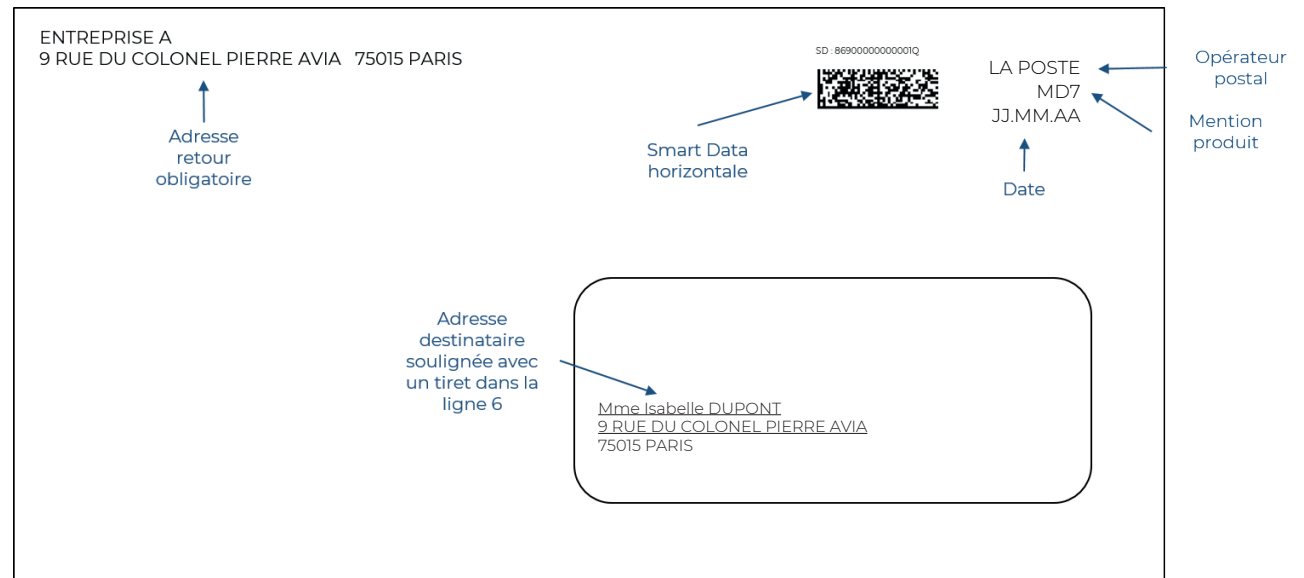 ENTREPRISE A
9 RUE DU COLONEL PIERRE AVIA 75015 PARIS
SD : 86900000000001Q
LA POSTE
MD7
JJ.MM.AA
Opérateur
postal
Mention
produit
Adresse
retour
obligatoire
Smart Data
horizontale
Date
Adresse
destinataire
soulignée avec
un tiret dans la
ligne 6
Mme Isabelle DUPONT
9 RUE DU COLONEL PIERRE AVIA
75015 PARIS